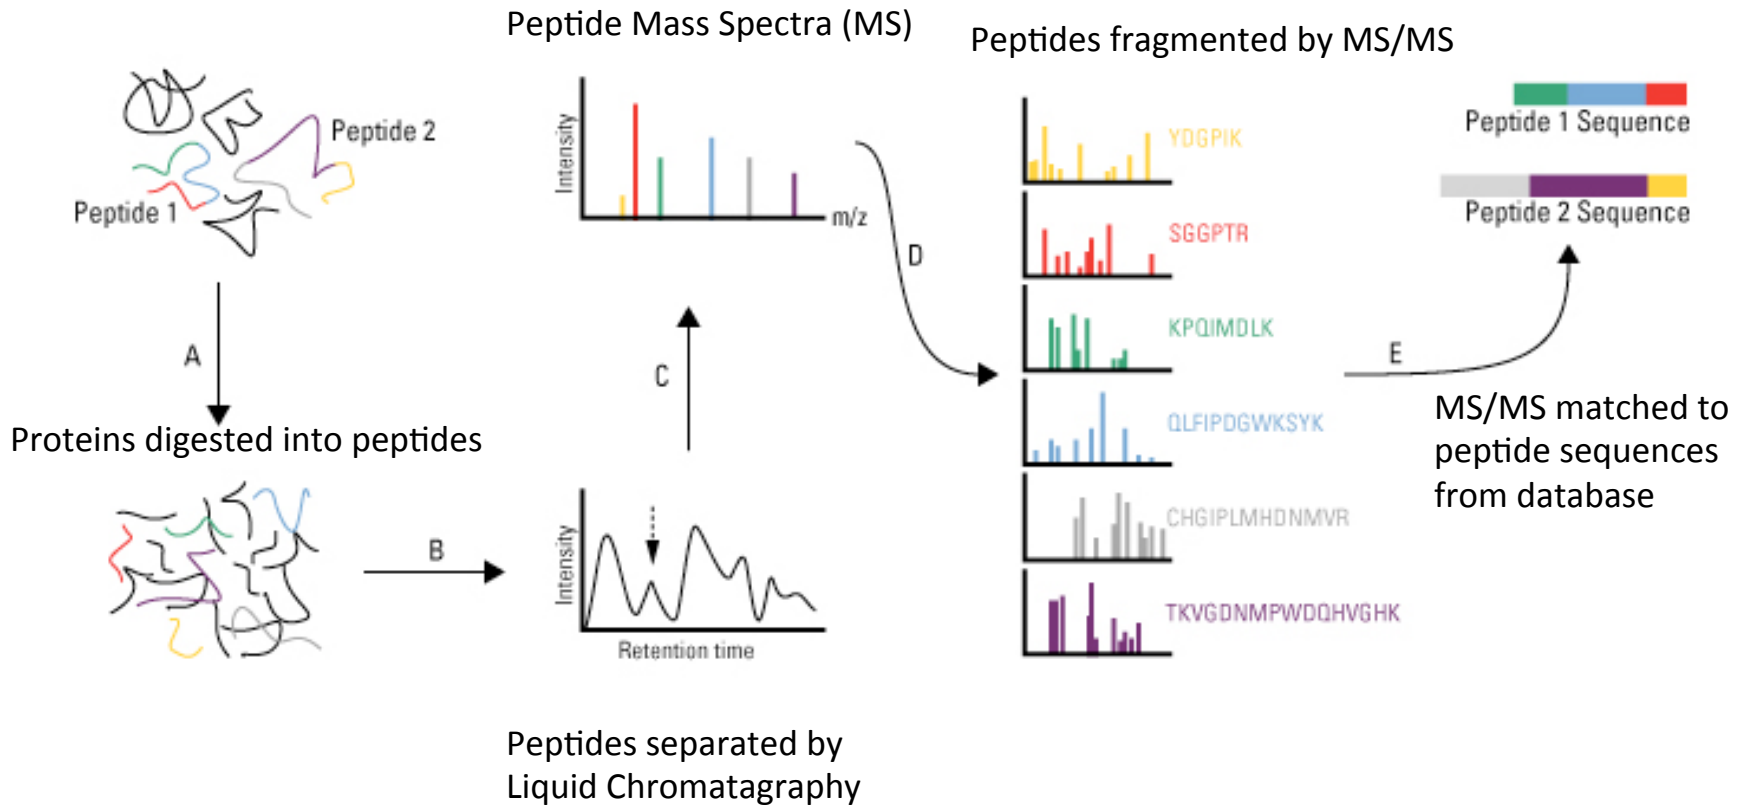 Peptide Mass Spectra (MS)
Peptides fragmented by MS/MS
Peptide 2
Peptide 1
A
Proteins digested into peptides
B
Intensity
Retention time
Peptides separated by
Liquid Chromatagraphy
C
Intensity
m/z
D
YDGPIK
SGGPTR
KPQIMDLK
QLFIPDGWKSYK
CHGIPLMHDNMVR
TKVGDNMPWDQHVGHK
E
MS/MS matched to
peptide sequences
from database
Peptide 1 Sequence
Peptide 2 Sequence